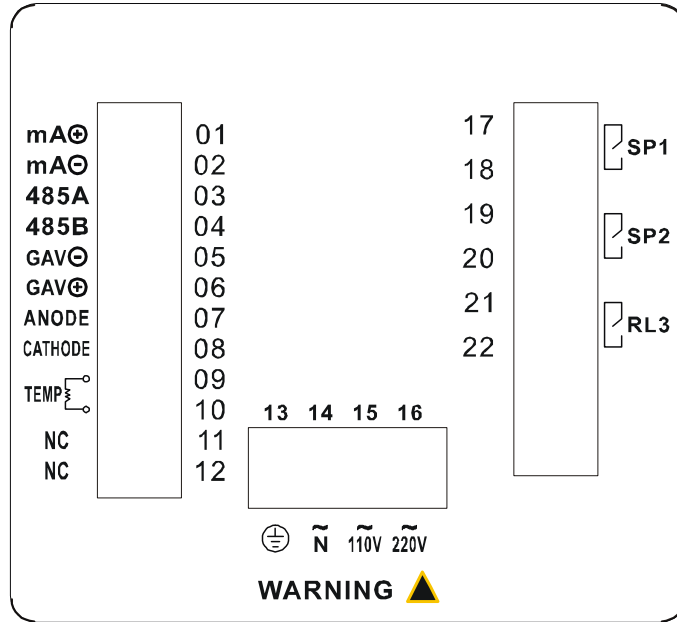 mA⊕ 01
mA⊖ 02
485A 03
485B 04
GAV⊖ 05
GAV⊕ 06
ANODE 07
CATHODE 08
TEMP 09
10
NC 11
NC 12
17
18
SP1
19
20
SP2
21
22
RL3
13 14 15 16
~ ~ ~
N 110V 220V
WARNING